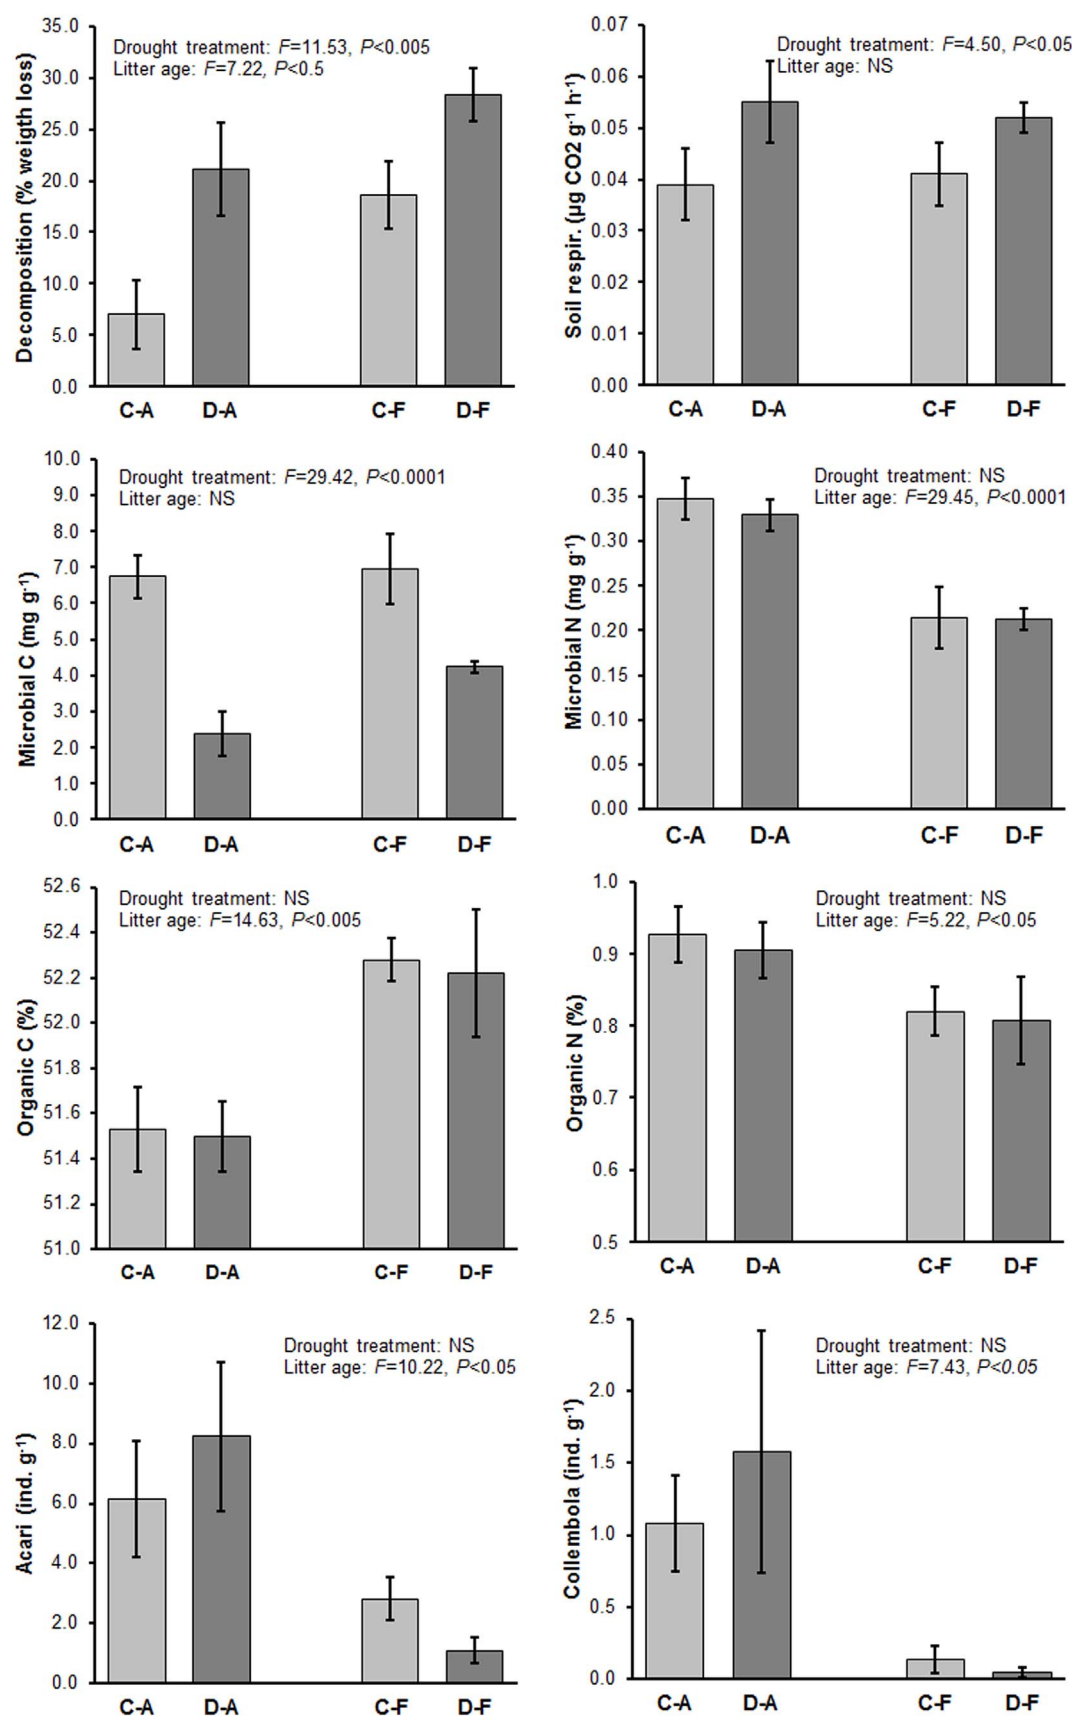 Decomposition (% weigth loss)
35.0
30.0
25.0
20.0
15.0
10.0
5.0
0.0
Drought treatment: F=11.53, P<0.005
Litter age: F=7.22, P<0.5
C-A D-A C-F D-F
Soil respir. (µg CO2 g-1 h-1)
0.07
0.06
0.05
0.04
0.03
0.02
0.01
0.00
Drought treatment: F=4.50, P<0.05
Litter age: NS
C-A D-A C-F D-F
Microbial C (mg g-1)
10.0
9.0
8.0
7.0
6.0
5.0
4.0
3.0
2.0
1.0
0.0
Drought treatment: F=29.42, P<0.0001
Litter age: NS
C-A D-A C-F D-F
Microbial N (mg g-1)
0.40
0.35
0.30
0.25
0.20
0.15
0.10
0.05
0.00
Drought treatment: NS
Litter age: F=29.45, P<0.0001
C-A D-A C-F D-F
Organic C (%)
52.6
52.4
52.2
52.0
51.8
51.6
51.4
51.2
51.0
Drought treatment: NS
Litter age: F=14.63, P<0.005
C-A D-A C-F D-F
Organic N (%)
1.0
0.9
0.8
0.7
0.6
0.5
Drought treatment: NS
Litter age: F=5.22, P<0.05
C-A D-A C-F D-F
Acari (ind. g-1)
12.0
10.0
8.0
6.0
4.0
2.0
0.0
Drought treatment: NS
Litter age: F=10.22, P<0.05
C-A D-A C-F D-F
Collembola (ind. g-1)
2.5
2.0
1.5
1.0
0.5
0.0
Drought treatment: NS
Litter age: F=7.43, P<0.05
C-A D-A C-F D-F